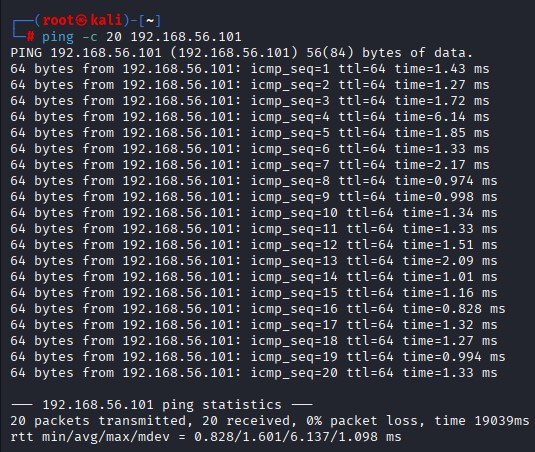 ┌──(root㉿kali)-[~]
└─# ping -c 20 192.168.56.101
PING 192.168.56.101 (192.168.56.101) 56(84) bytes of data.
64 bytes from 192.168.56.101: icmp_seq=1 ttl=64 time=1.43 ms
64 bytes from 192.168.56.101: icmp_seq=2 ttl=64 time=1.27 ms
64 bytes from 192.168.56.101: icmp_seq=3 ttl=64 time=1.72 ms
64 bytes from 192.168.56.101: icmp_seq=4 ttl=64 time=6.14 ms
64 bytes from 192.168.56.101: icmp_seq=5 ttl=64 time=1.85 ms
64 bytes from 192.168.56.101: icmp_seq=6 ttl=64 time=1.33 ms
64 bytes from 192.168.56.101: icmp_seq=7 ttl=64 time=2.17 ms
64 bytes from 192.168.56.101: icmp_seq=8 ttl=64 time=0.974 ms
64 bytes from 192.168.56.101: icmp_seq=9 ttl=64 time=0.998 ms
64 bytes from 192.168.56.101: icmp_seq=10 ttl=64 time=1.34 ms
64 bytes from 192.168.56.101: icmp_seq=11 ttl=64 time=1.33 ms
64 bytes from 192.168.56.101: icmp_seq=12 ttl=64 time=1.51 ms
64 bytes from 192.168.56.101: icmp_seq=13 ttl=64 time=2.09 ms
64 bytes from 192.168.56.101: icmp_seq=14 ttl=64 time=1.01 ms
64 bytes from 192.168.56.101: icmp_seq=15 ttl=64 time=1.16 ms
64 bytes from 192.168.56.101: icmp_seq=16 ttl=64 time=0.828 ms
64 bytes from 192.168.56.101: icmp_seq=17 ttl=64 time=1.32 ms
64 bytes from 192.168.56.101: icmp_seq=18 ttl=64 time=1.27 ms
64 bytes from 192.168.56.101: icmp_seq=19 ttl=64 time=0.994 ms
64 bytes from 192.168.56.101: icmp_seq=20 ttl=64 time=1.33 ms
--- 192.168.56.101 ping statistics ---
20 packets transmitted, 20 received, 0% packet loss, time 19039ms
rtt min/avg/max/mdev = 0.828/1.601/6.137/1.098 ms